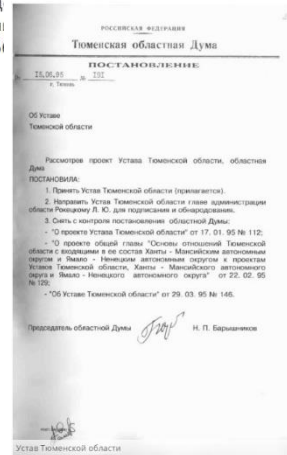 РОССИЙСКАЯ ФЕДЕРАЦИЯ
Тюменская областная Дума
ПОСТАНОВЛЕНИЕ
15.06.95 № 191
г. Тюмень
Об Уставе
Тюменской области
Рассмотрев проект Устава Тюменской области, областная
Дума
ПОСТАНОВИЛА:
1. Принять Устав Тюменской области (прилагается).
2. Направить Устав Тюменской области главе администрации
области Рокецкому Л. Ю. для подписания и обнародования.
3. Снять с контроля постановления областной Думы:
- "О проекте Устава Тюменской области" от 17. 01. 95 № 112;
- "О проекте общей главы "Основы отношений Тюменской
области с входящими в ее состав Ханты - Мансийским автономным
округом и Ямало - Ненецким автономным округом к проектам
Уставов Тюменской области, Ханты - Мансийского автономного
округа и Ямало - Ненецкого автономного округа" от 22. 02. 95
№ 129;
- "Об Уставе Тюменской области" от 29. 03. 95 № 146.
Председатель областной Думы Н. П. Барышников
Устав Тюменской области